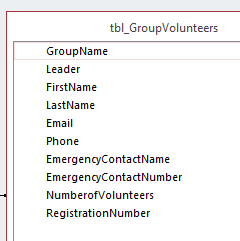 tbl_GroupVolunteers
GroupName
Leader
FirstName
LastName
Email
Phone
EmergencyContactName
EmergencyContactNumber
NumberofVolunteers
RegistrationNumber